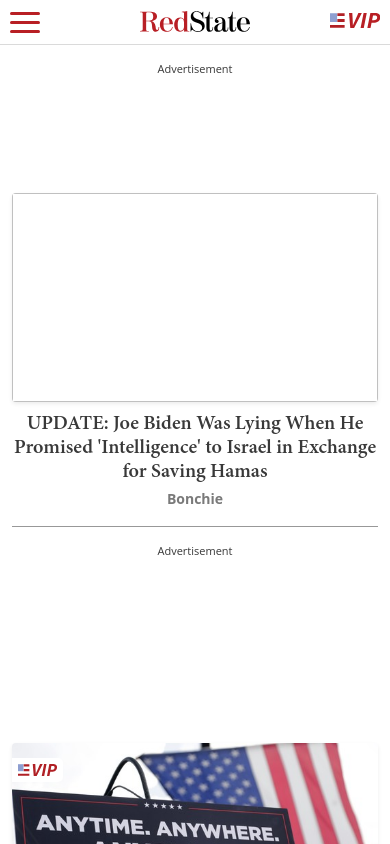 RedState
VIP
Advertisement
UPDATE: Joe Biden Was Lying When He
Promised 'Intelligence' to Israel in Exchange
for Saving Hamas
Bonchie
Advertisement
VIP
ANYTIME. ANYWHERE.